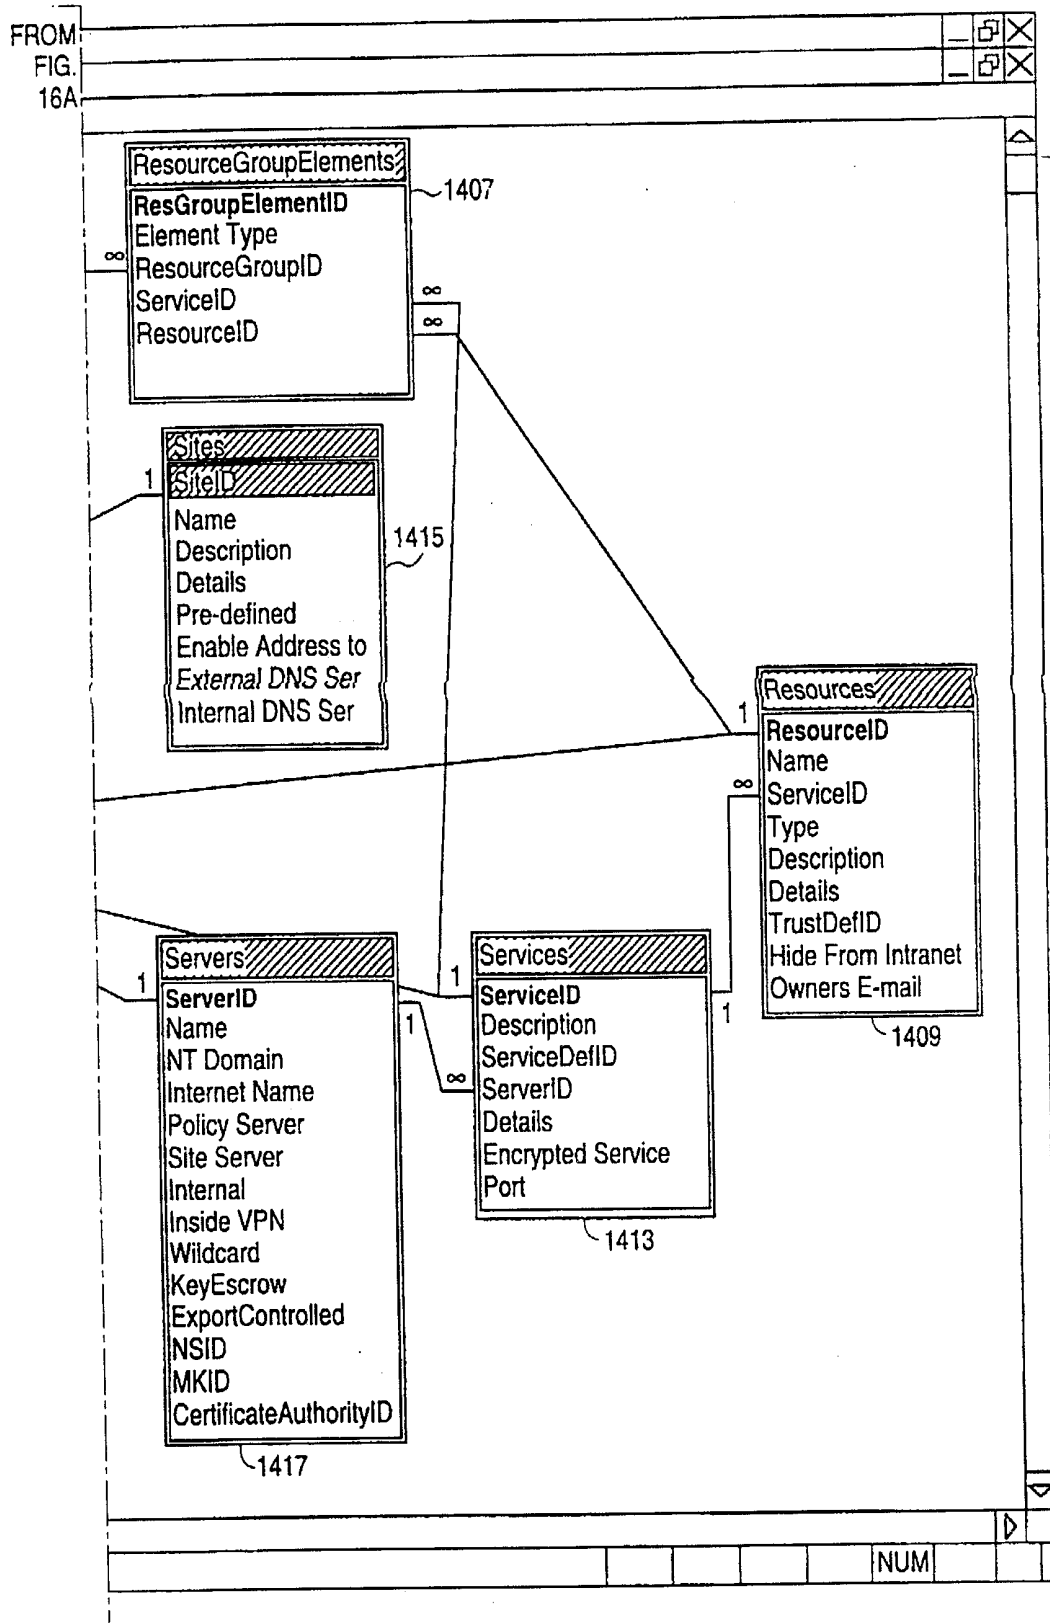 FROM
FIG.
16A
ResourceGroupElements
ResGroupElementID
Element Type
ResourceGroupID
ServiceID
ResourceID
1407
∞
∞
∞
Sites
SiteID
Name
Description
Details
Pre-defined
Enable Address to
External DNS Ser
Internal DNS Ser
1
1415
Resources
ResourceID
Name
ServiceID
Type
Description
Details
TrustDefID
Hide From Intranet
Owners E-mail
1
∞
1409
Servers
ServerID
Name
NT Domain
Internet Name
Policy Server
Site Server
Internal
Inside VPN
Wildcard
KeyEscrow
ExportControlled
NSID
MKID
CertificateAuthorityID
1
1
1417
Services
ServiceID
Description
ServiceDefID
ServerID
Details
Encrypted Service
Port
1
∞
1
1413
NUM